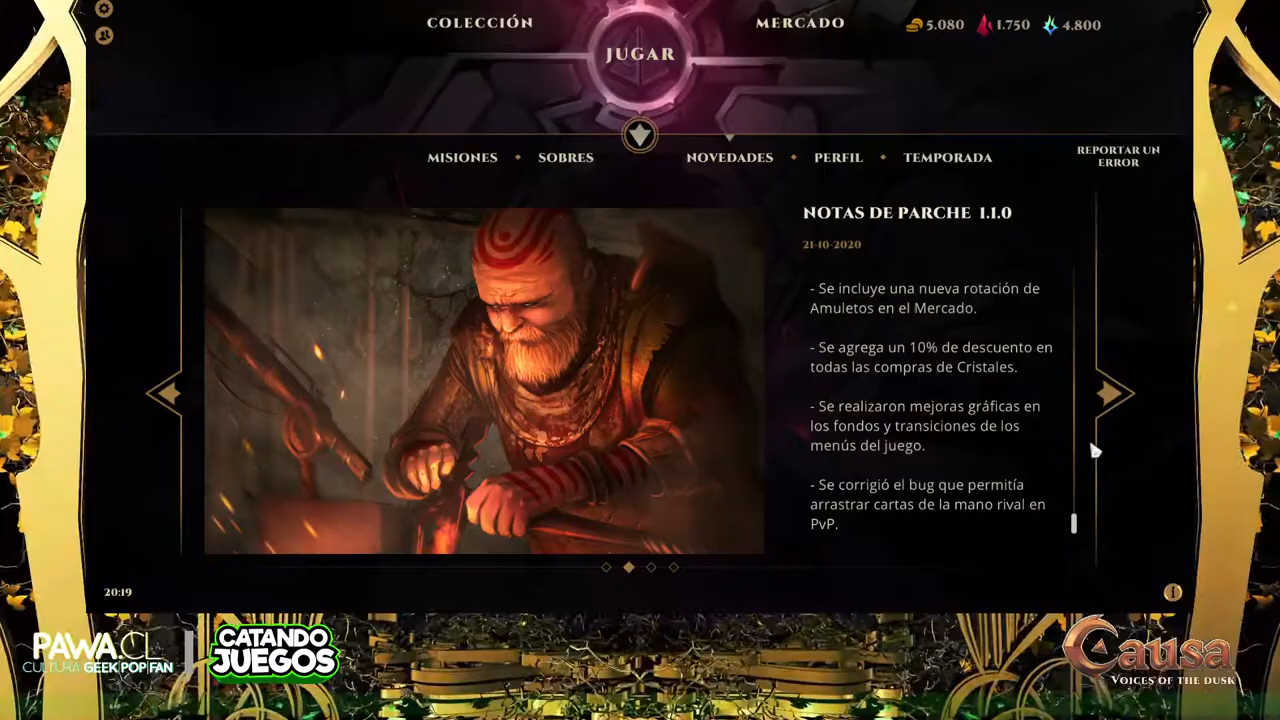 COLECCIÓN
JUGAR
MERCADO
5.080
1.750
4.800
MISIONES
SOBRES
NOVEDADES
PERFIL
TEMPORADA
REPORTAR UN
ERROR
NOTAS DE PARCHE 1.1.0
21-10-2020
- Se incluye una nueva rotación de
Amuletos en el Mercado.
- Se agrega un 10% de descuento en
todas las compras de Cristales.
- Se realizaron mejoras gráficas en
los fondos y transiciones de los
menús del juego.
- Se corrigió el bug que permitía
arrastrar cartas de la mano rival en
PvP.
20:19
PAWA.CL
CULTURA GEEK POP FAN
CATANDO
JUEGOS
Causa
VOICES OF THE DUSK